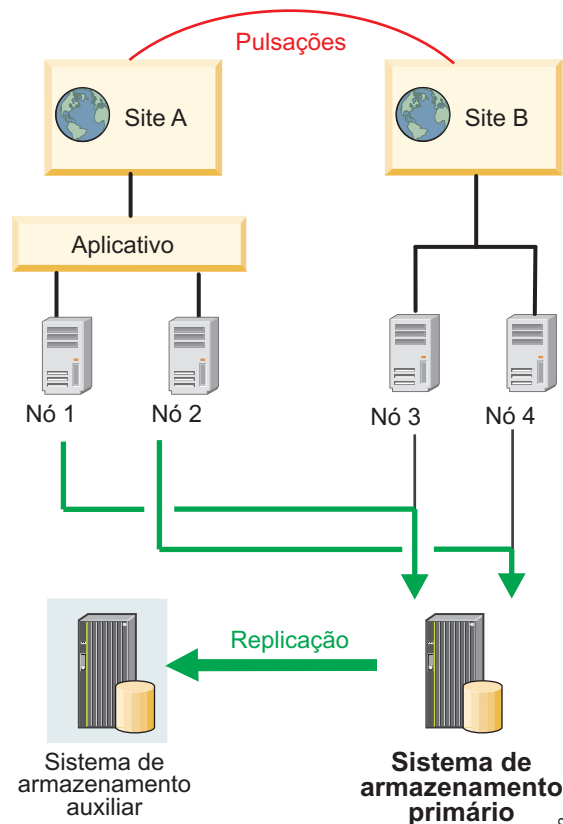 Pulsações
Site A
Site B
Aplicativo
Nó 1
Nó 2
Nó 3
Nó 4
Replicação
Sistema de
armazenamento
auxiliar
Sistema de
armazenamento
primário